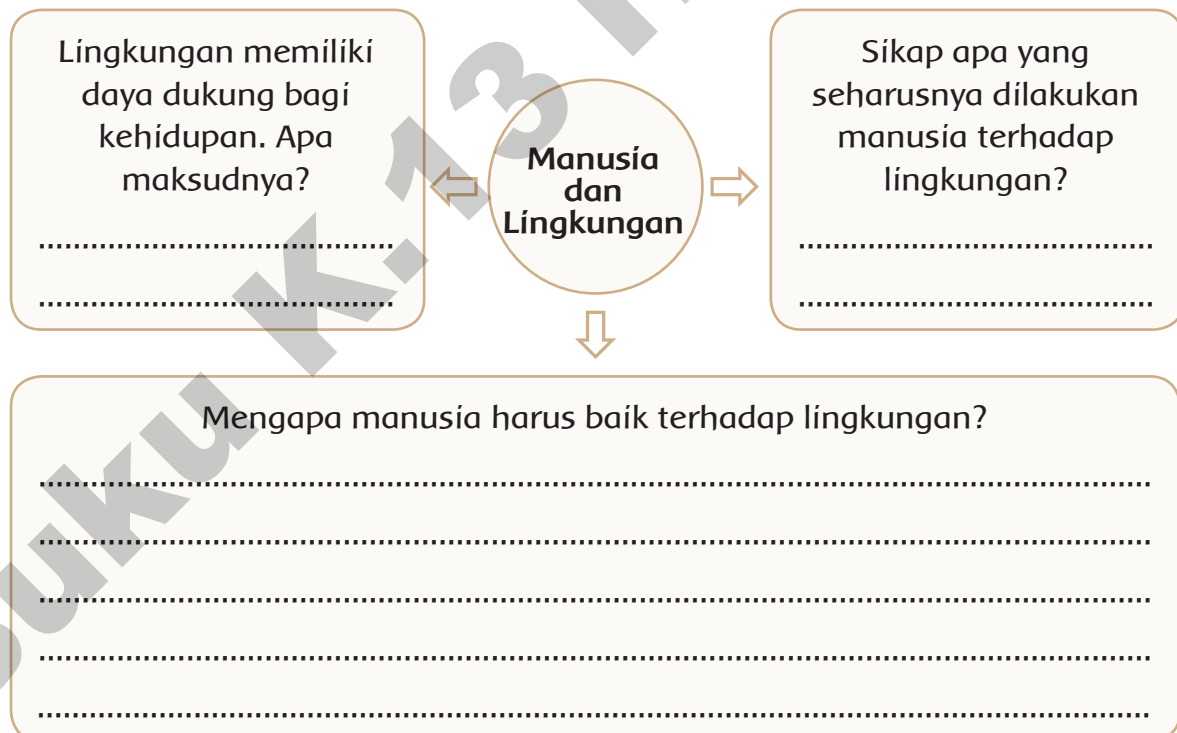 Lingkungan memiliki
daya dukung bagi
kehidupan. Apa
maksudnya?
Manusia
dan
Lingkungan
Sikap apa yang
seharusnya dilakukan
manusia terhadap
lingkungan?
Mengapa manusia harus baik terhadap lingkungan?